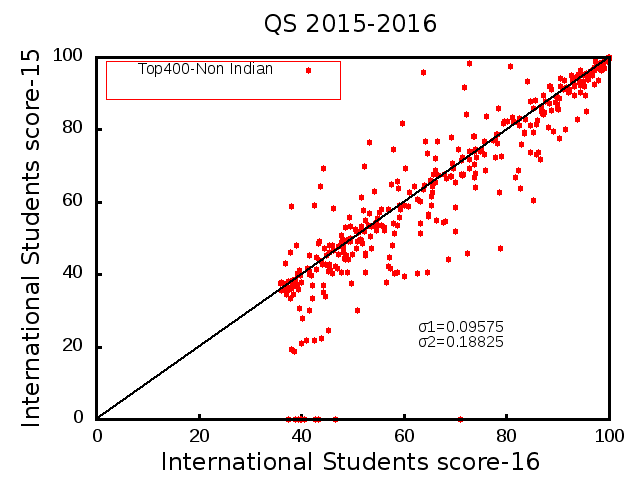 QS 2015-2016
Top400-Non Indian
International Students score-15
100
80
60
40
20
0
σ1=0.09575
σ2=0.18825
0 20 40 60 80 100
International Students score-16